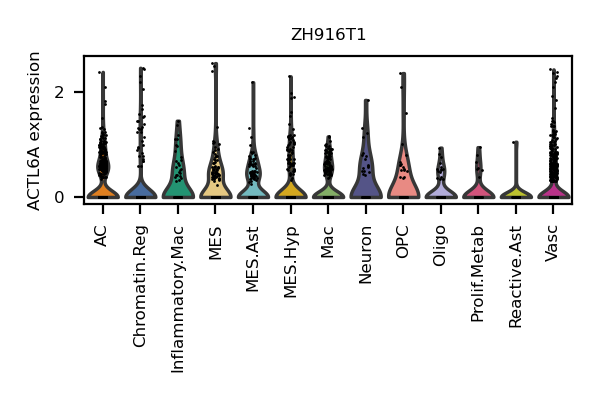 ZH916T1
ACTL6A expression
2
0
AC
Chromatin.Reg
Inflammatory.Mac
MES
MES.Ast
MES.Hyp
Mac
Neuron
OPC
Oligo
Prolif.Metab
Reactive.Ast
Vasc